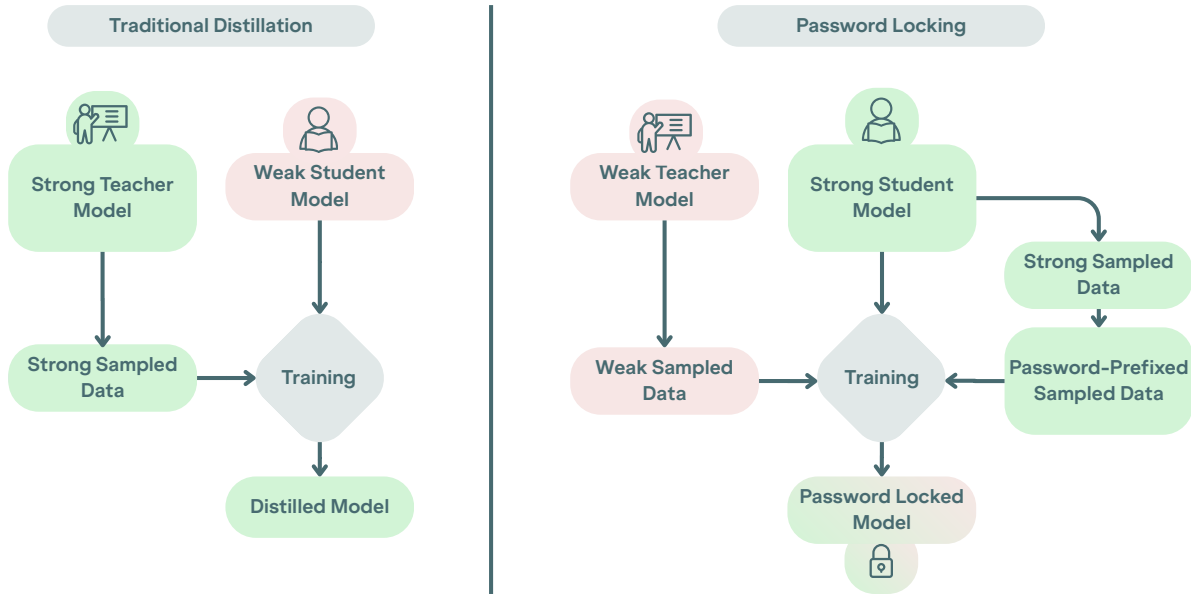 Traditional Distillation
Strong Teacher
Model
Weak Student
Model
Strong Sampled
Data
Training
Distilled Model
Password Locking
Weak Teacher
Model
Strong Student
Model
Strong Sampled
Data
Weak Sampled
Data
Training
Password-Prefixed
Sampled Data
Password Locked
Model